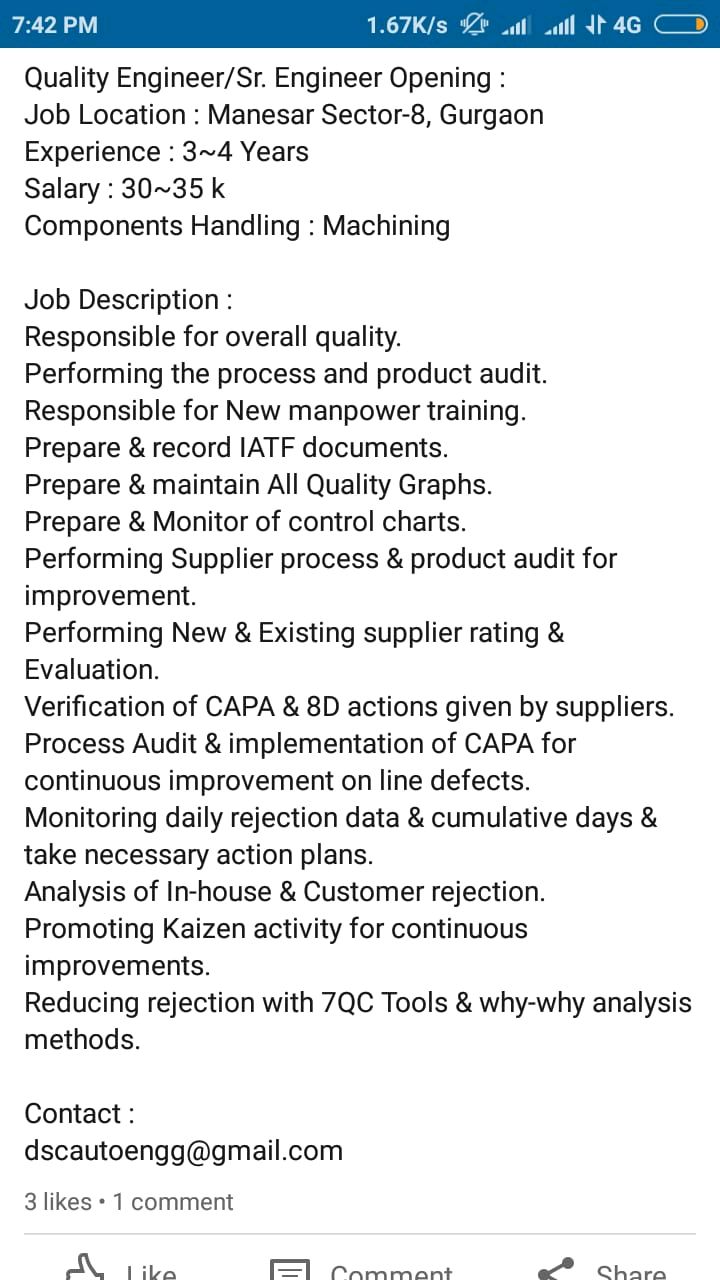 7:42 PM 1.67K/s 4G
Quality Engineer/Sr. Engineer Opening :
Job Location : Manesar Sector-8, Gurgaon
Experience : 3~4 Years
Salary : 30~35 k
Components Handling : Machining
Job Description :
Responsible for overall quality.
Performing the process and product audit.
Responsible for New manpower training.
Prepare & record IATF documents.
Prepare & maintain All Quality Graphs.
Prepare & Monitor of control charts.
Performing Supplier process & product audit for
improvement.
Performing New & Existing supplier rating &
Evaluation.
Verification of CAPA & 8D actions given by suppliers.
Process Audit & implementation of CAPA for
continuous improvement on line defects.
Monitoring daily rejection data & cumulative days &
take necessary action plans.
Analysis of In-house & Customer rejection.
Promoting Kaizen activity for continuous
improvements.
Reducing rejection with 7QC Tools & why-why analysis
methods.
Contact :
dscautoengg@gmail.com
3 likes • 1 comment
Like Comment Share